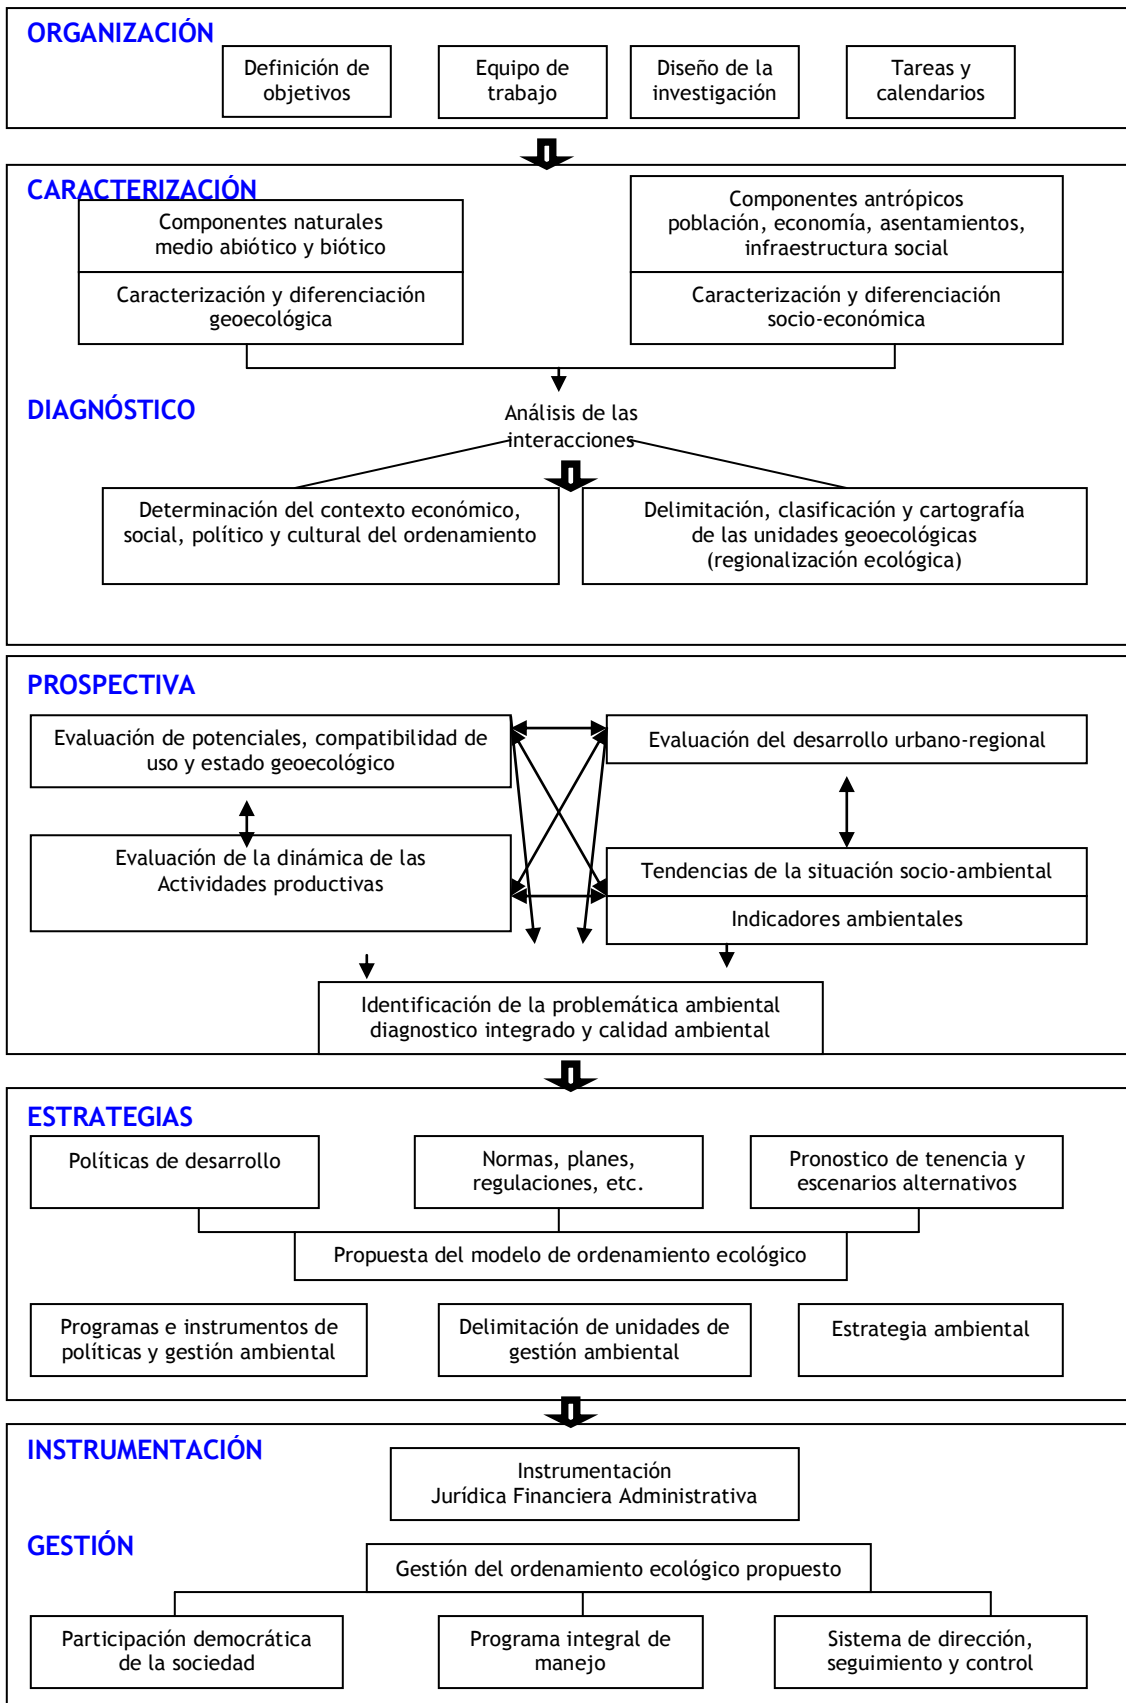 ORGANIZACIÓN
Definición de
objetivos
Equipo de
trabajo
Diseño de la
investigación
Tareas y
calendarios
CARACTERIZACIÓN
Componentes naturales
medio abiótico y biótico
Caracterización y diferenciación
geoecológica
Componentes antrópicos
población, economía, asentamientos,
infraestructura social
Caracterización y diferenciación
socio-económica
DIAGNÓSTICO
Análisis de las
interacciones
Determinación del contexto económico,
social, político y cultural del ordenamiento
Delimitación, clasificación y cartografía
de las unidades geoecológicas
(regionalización ecológica)
PROSPECTIVA
Evaluación de potenciales, compatibilidad de
uso y estado geoecológico
Evaluación del desarrollo urbano-regional
Evaluación de la dinámica de las
Actividades productivas
Tendencias de la situación socio-ambiental
Indicadores ambientales
Identificación de la problemática ambiental
diagnostico integrado y calidad ambiental
ESTRATEGIAS
Políticas de desarrollo
Normas, planes,
regulaciones, etc.
Pronostico de tenencia y
escenarios alternativos
Propuesta del modelo de ordenamiento ecológico
Programas e instrumentos de
políticas y gestión ambiental
Delimitación de unidades de
gestión ambiental
Estrategia ambiental
INSTRUMENTACIÓN
Instrumentación
Jurídica Financiera Administrativa
GESTIÓN
Gestión del ordenamiento ecológico propuesto
Participación democrática
de la sociedad
Programa integral de
manejo
Sistema de dirección,
seguimiento y control